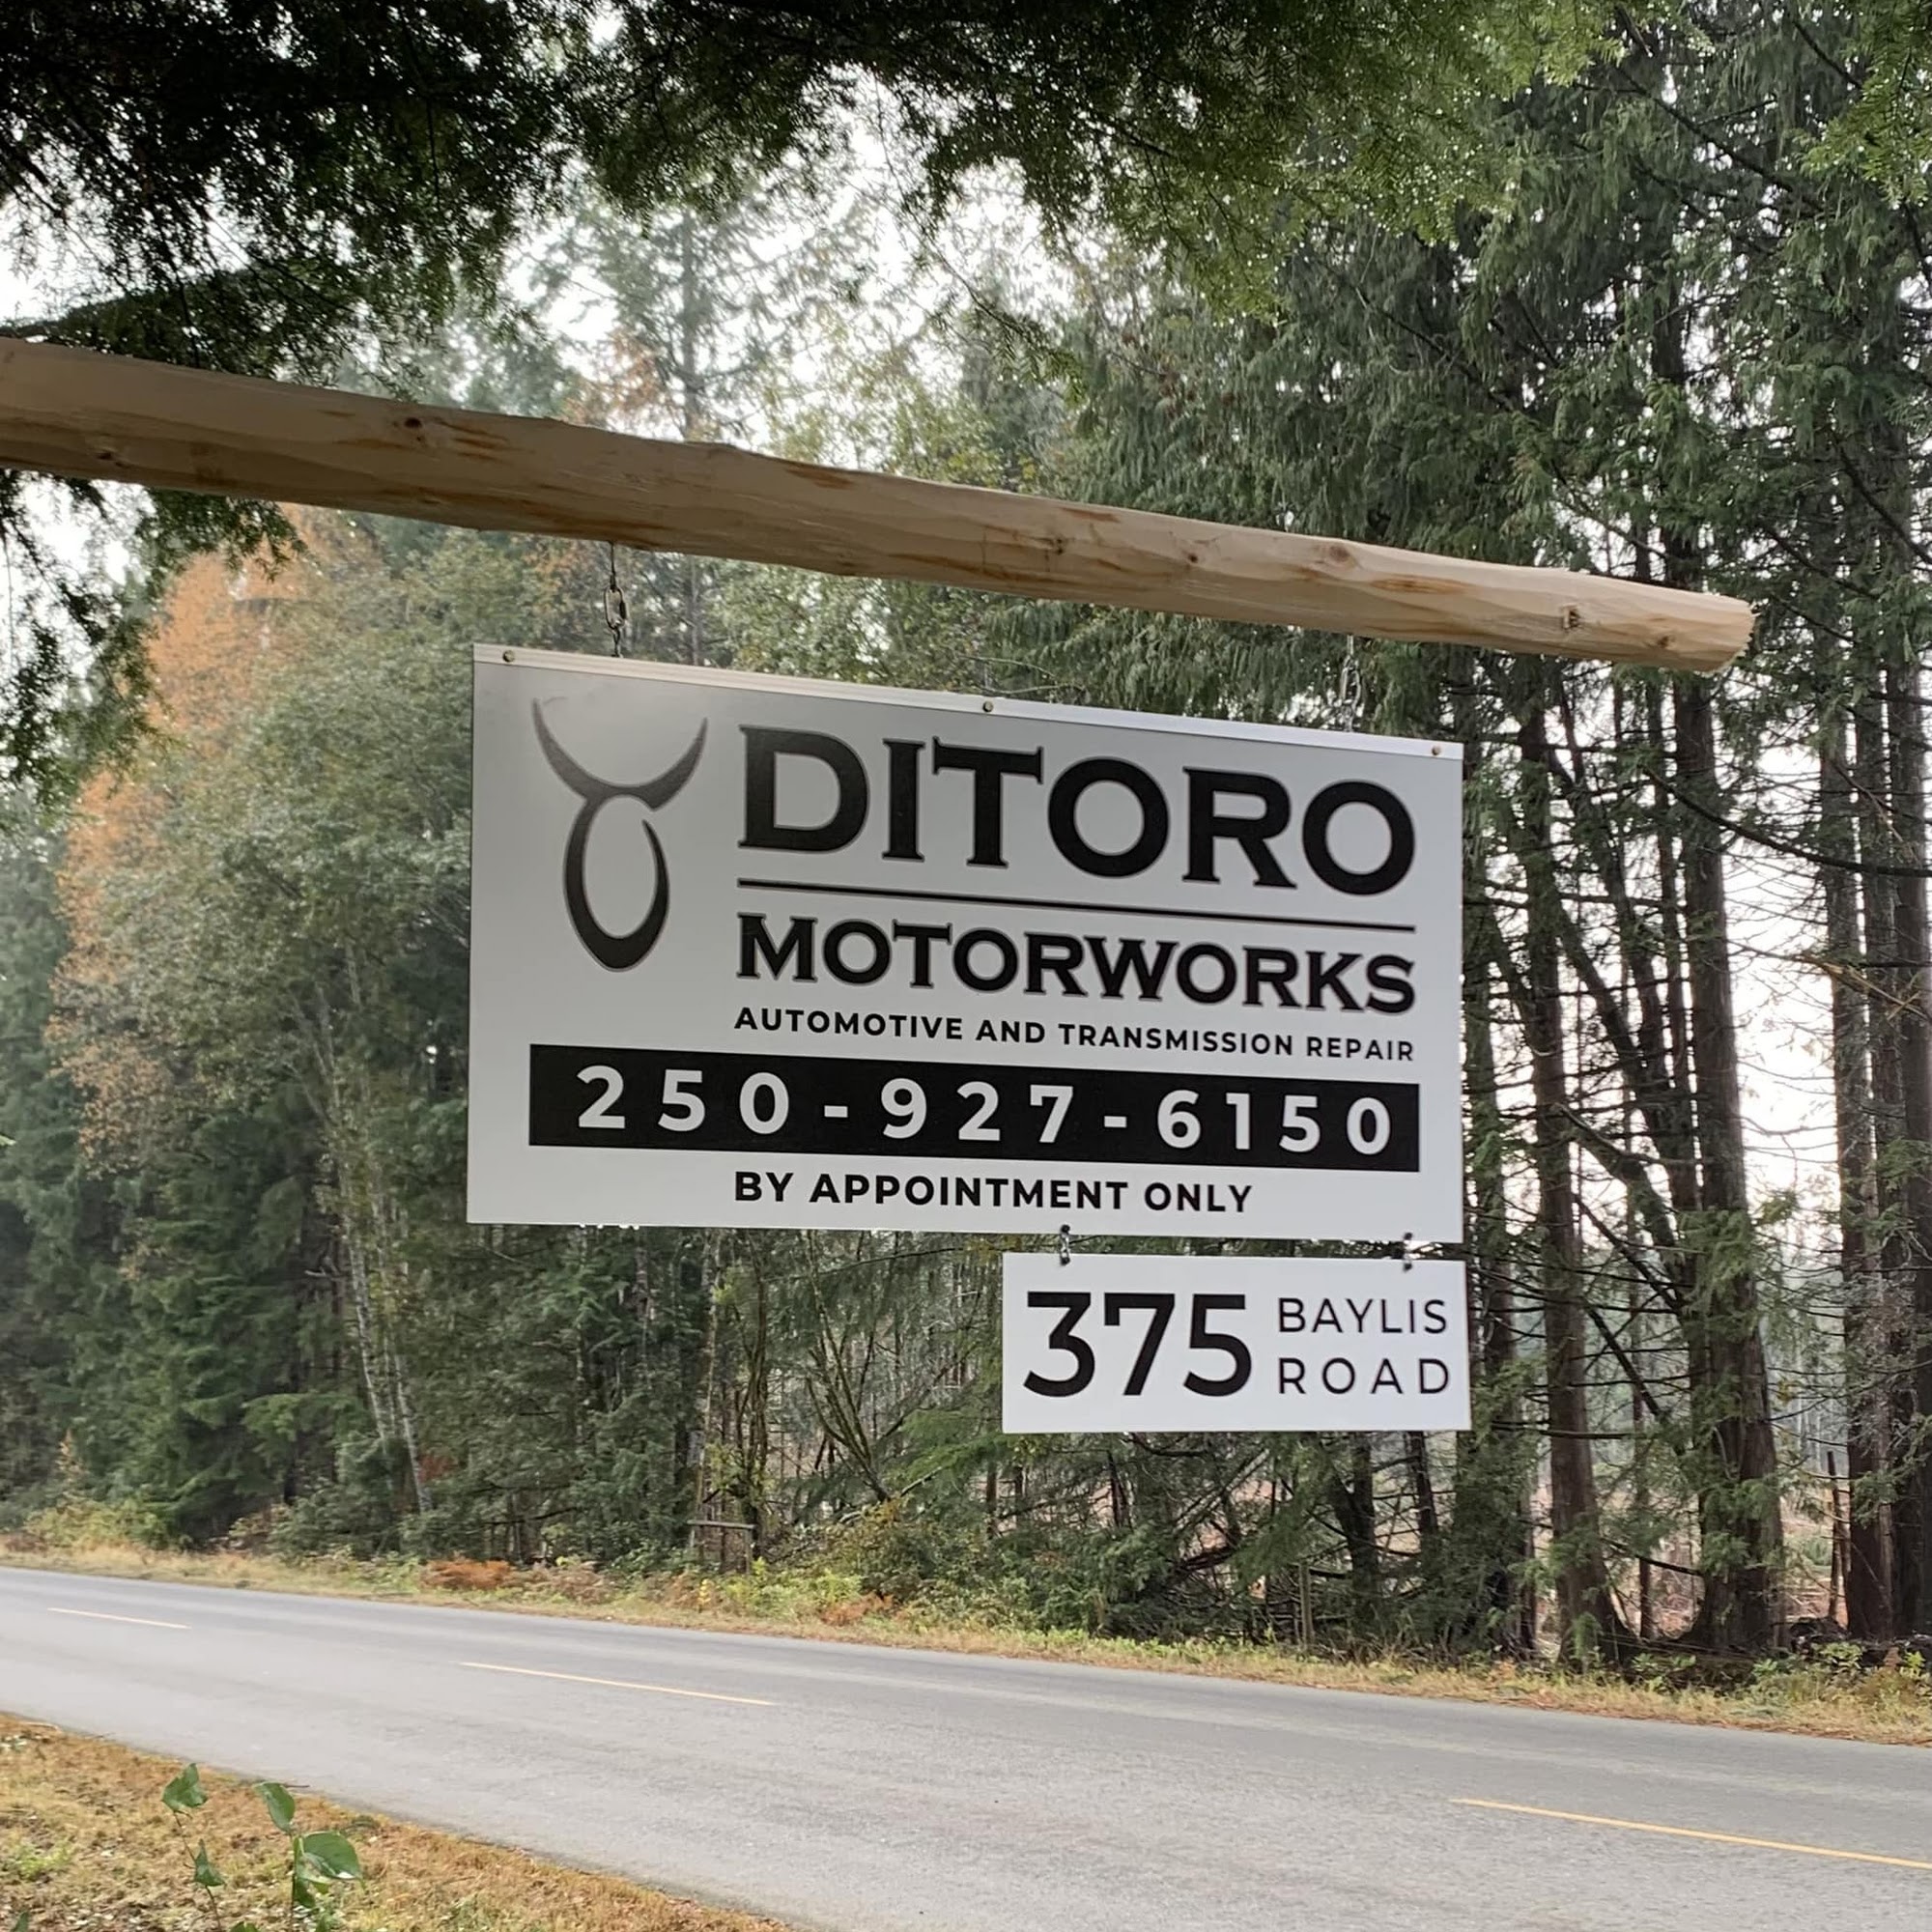 DITORO
MOTORWORKS
AUTOMOTIVE AND TRANSMISSION REPAIR
250-927-6150
BY APPOINTMENT ONLY
375 BAYLIS
ROAD